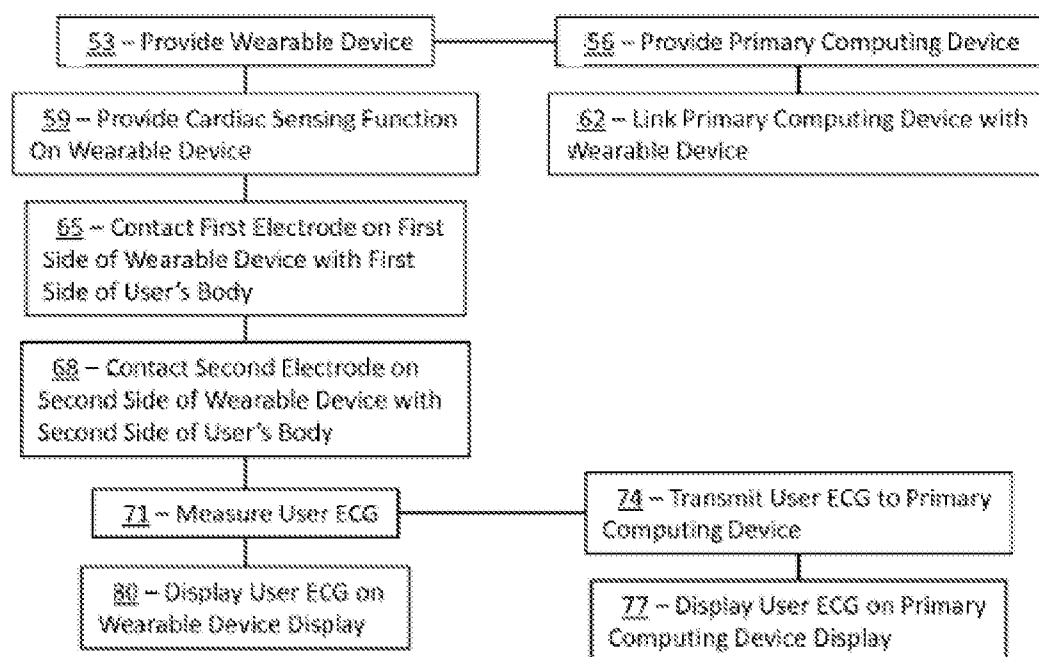 53 – Provide Wearable Device
56 – Provide Primary Computing Device
59 – Provide Cardiac Sensing Function
On Wearable Device
62 – Link Primary Computing Device with
Wearable Device
65 – Contact First Electrode on First
Side of Wearable Device with First
Side of User's Body
68 – Contact Second Electrode on
Second Side of Wearable Device with
Second Side of User's Body
71 – Measure User ECG
74 – Transmit User ECG to Primary
Computing Device
80 – Display User ECG on
Wearable Device Display
77 – Display User ECG on Primary
Computing Device Display